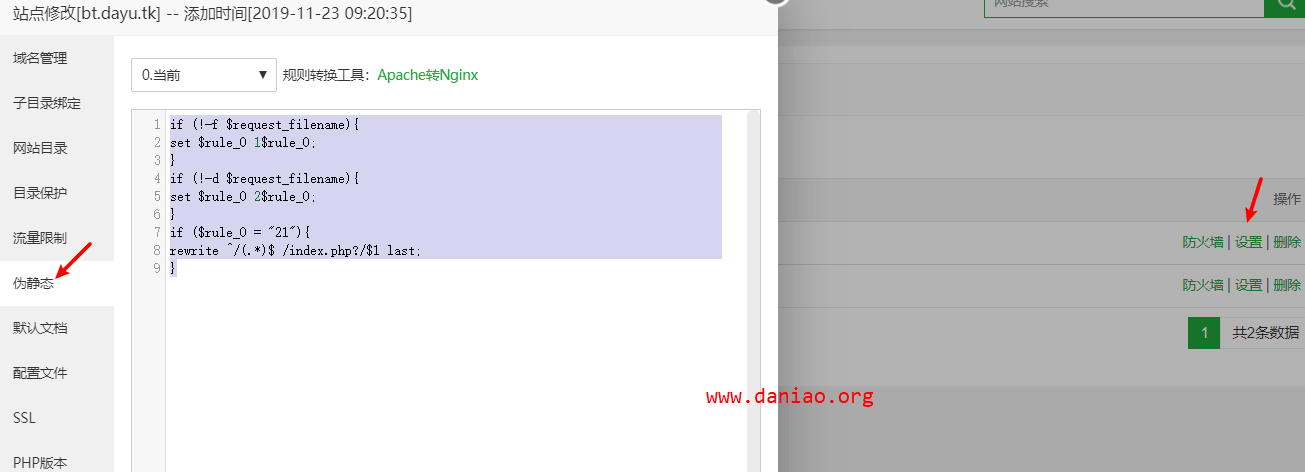 站点修改[bt.dayu.tk] -- 添加时间[2019-11-23 09:20:35]
网站搜索
域名管理
子目录绑定
网站目录
目录保护
流量限制
伪静态
默认文档
配置文件
SSL
PHP版本
0.当前 ▼ 规则转换工具：Apache转Nginx
1 if (!-f $request_filename){
2 set $rule_0 1$rule_0;
3 }
4 if (!-d $request_filename){
5 set $rule_0 2$rule_0;
6 }
7 if ($rule_0 = "21"){
8 rewrite ^/(.*)$ /index.php?/$1 last;
9 }
操作
防火墙 | 设置 | 删除
防火墙 | 设置 | 删除
1 共2条数据
www.daniao.org